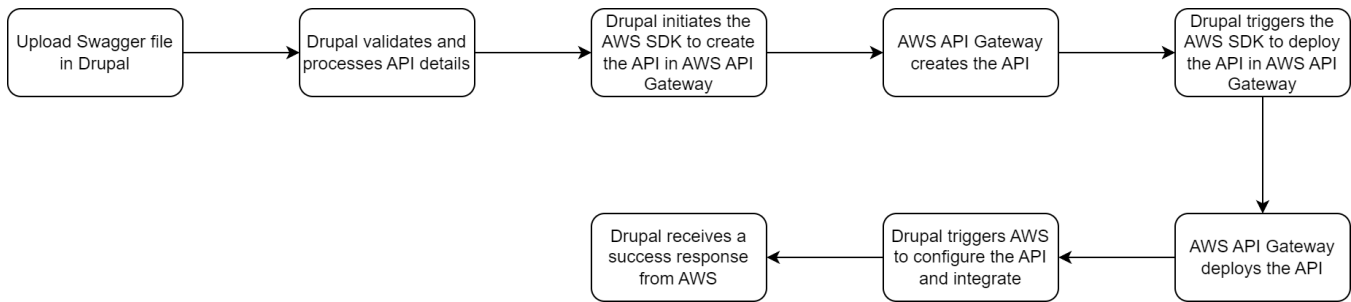 Upload Swagger file
in Drupal
Drupal validates and
processes API details
Drupal initiates the
AWS SDK to create
the API in AWS API
Gateway
AWS API Gateway
creates the API
Drupal triggers the
AWS SDK to deploy
the API in AWS API
Gateway
AWS API Gateway
deploys the API
Drupal triggers AWS
to configure the API
and integrate
Drupal receives a
success response
from AWS